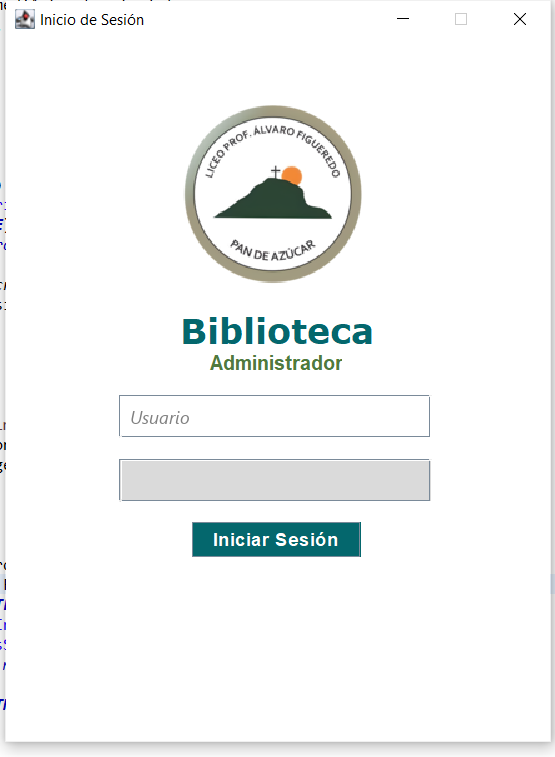 Inicio de Sesión
LICEO PROF. ÁLVARO FIGUEREDO
PAN DE AZÚCAR
Biblioteca
Administrador
Usuario
Iniciar Sesión